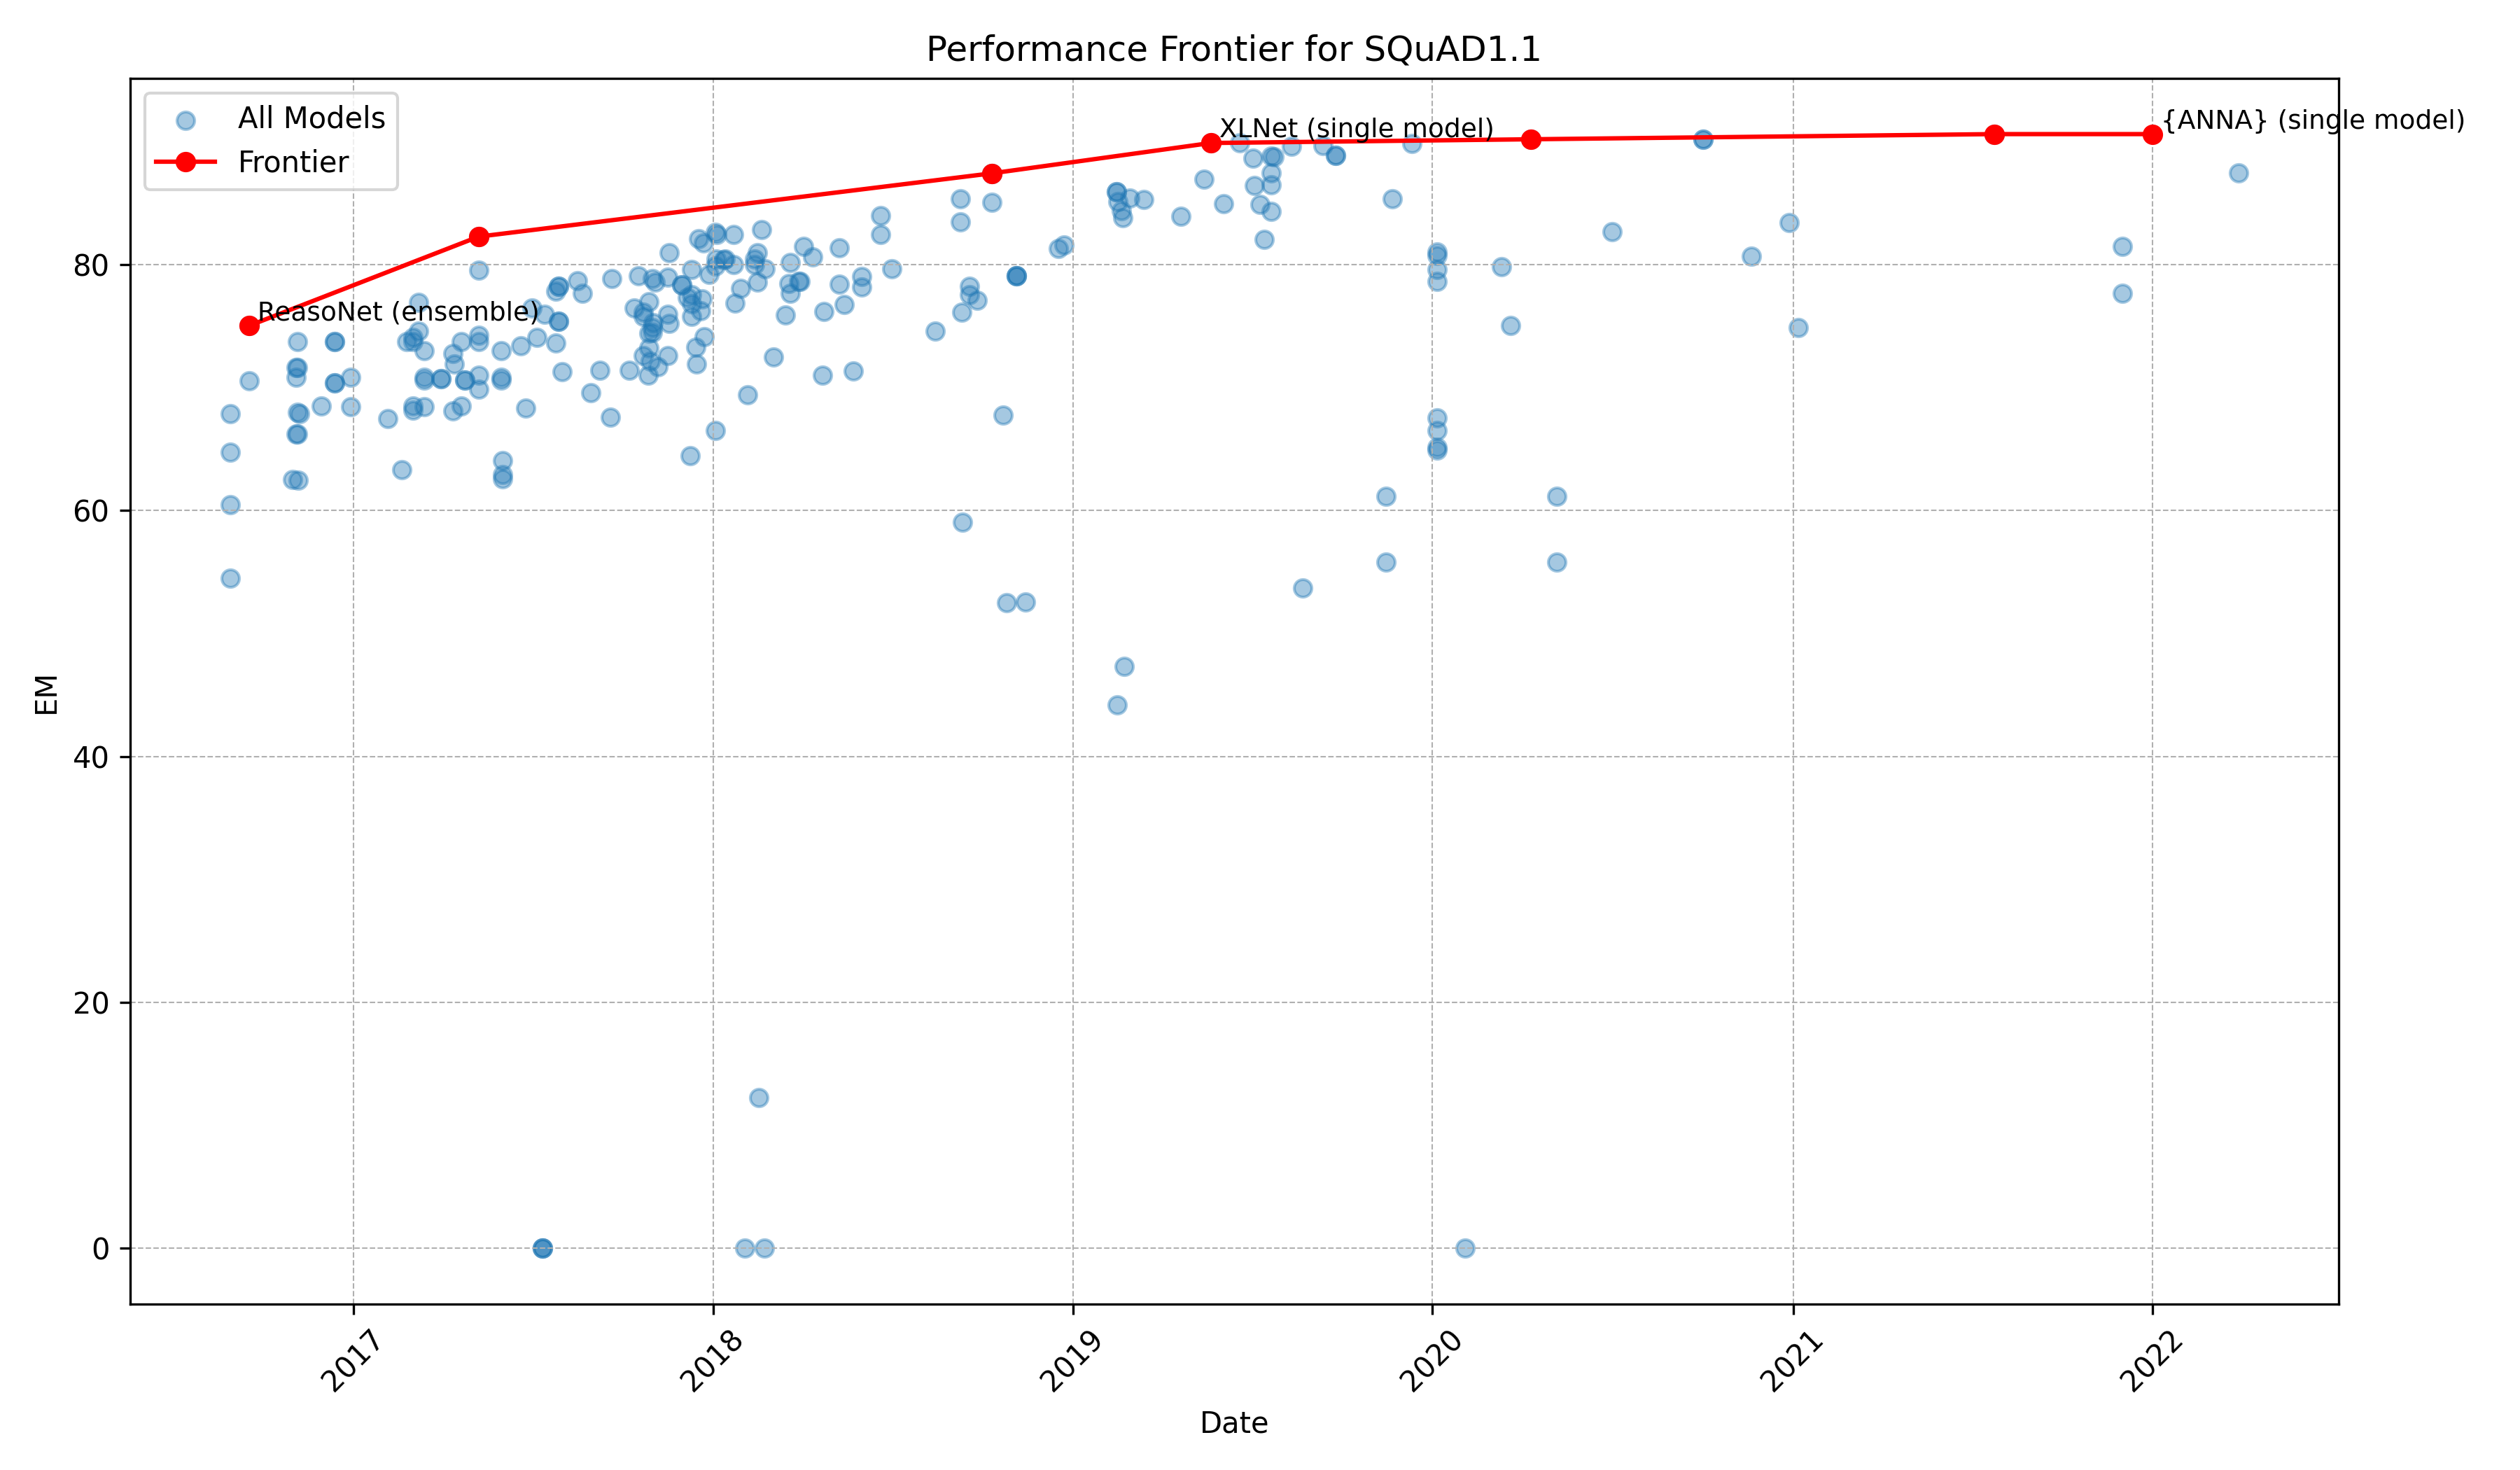 Performance Frontier for SQuAD1.1
All Models
Frontier
ReasoNet (ensemble)
XLNet (single model)
{ANNA} (single model)
EM
80
60
40
20
0
2017
2018
2019
2020
2021
2022
Date